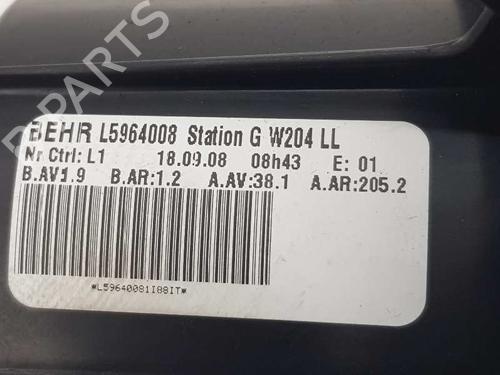 BEHR L5964008 Station G W204 LL
Nr Ctrl: L1 18.09.08 08h43 E: 01
B.AV1.9 B.AR:1.2 A.AV:38.1 A.AR:205.2
*L59640081I88IT*
B-PARTS